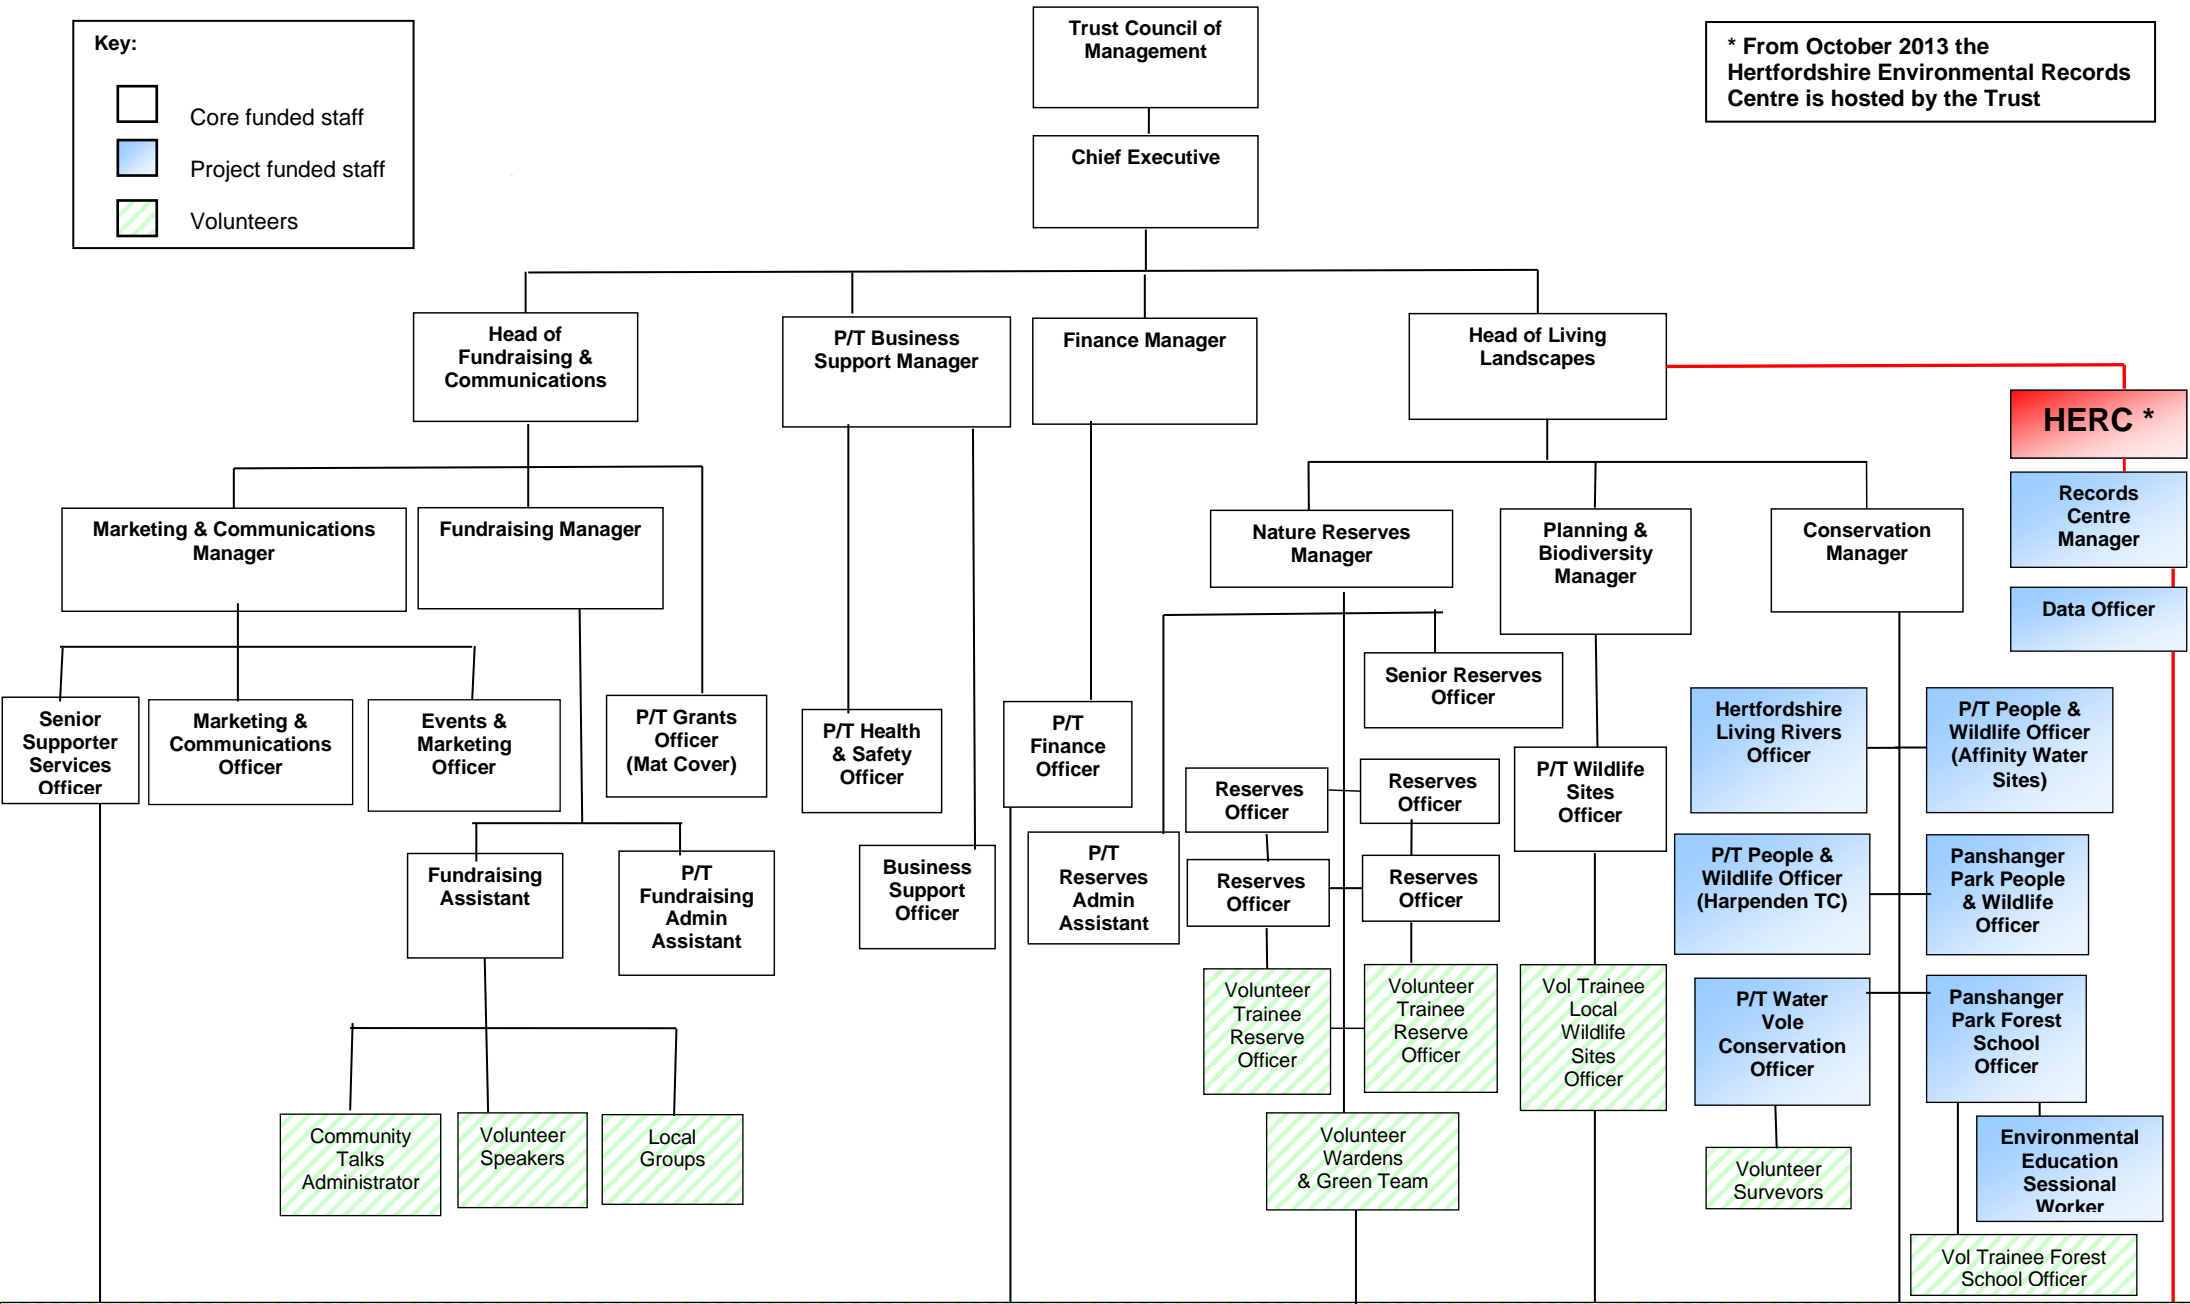 Key:
Core funded staff
Project funded staff
Volunteers
Trust Council of
Management
* From October 2013 the
Hertfordshire Environmental Records
Centre is hosted by the Trust
Chief Executive
Head of
Fundraising &
Communications
P/T Business
Support Manager
Finance Manager
Head of Living
Landscapes
HERC *
Records
Centre
Manager
Data Officer
Marketing & Communications
Manager
Fundraising Manager
Nature Reserves
Manager
Planning &
Biodiversity
Manager
Conservation
Manager
Senior Reserves
Officer
Senior
Supporter
Services
Officer
Marketing &
Communications
Officer
Events &
Marketing
Officer
P/T Grants
Officer
(Mat Cover)
P/T Health
& Safety
Officer
P/T
Finance
Officer
Reserves
Officer
Reserves
Officer
P/T Wildlife
Sites
Officer
Hertfordshire
Living Rivers
Officer
P/T People &
Wildlife Officer
(Affinity Water
Sites)
Fundraising
Assistant
P/T
Fundraising
Admin
Assistant
Business
Support
Officer
P/T
Reserves
Admin
Assistant
Reserves
Officer
Reserves
Officer
P/T People &
Wildlife Officer
(Harpenden TC)
Panshanger
Park People
& Wildlife
Officer
Volunteer
Trainee
Reserve
Officer
Volunteer
Trainee
Reserve
Officer
Vol Trainee
Local
Wildlife
Sites
Officer
P/T Water
Vole
Conservation
Officer
Panshanger
Park Forest
School
Officer
Community
Talks
Administrator
Volunteer
Speakers
Local
Groups
Volunteer
Wardens
& Green Team
Volunteer
Surveyors
Environmental
Education
Sessional
Worker
Vol Trainee Forest
School Officer